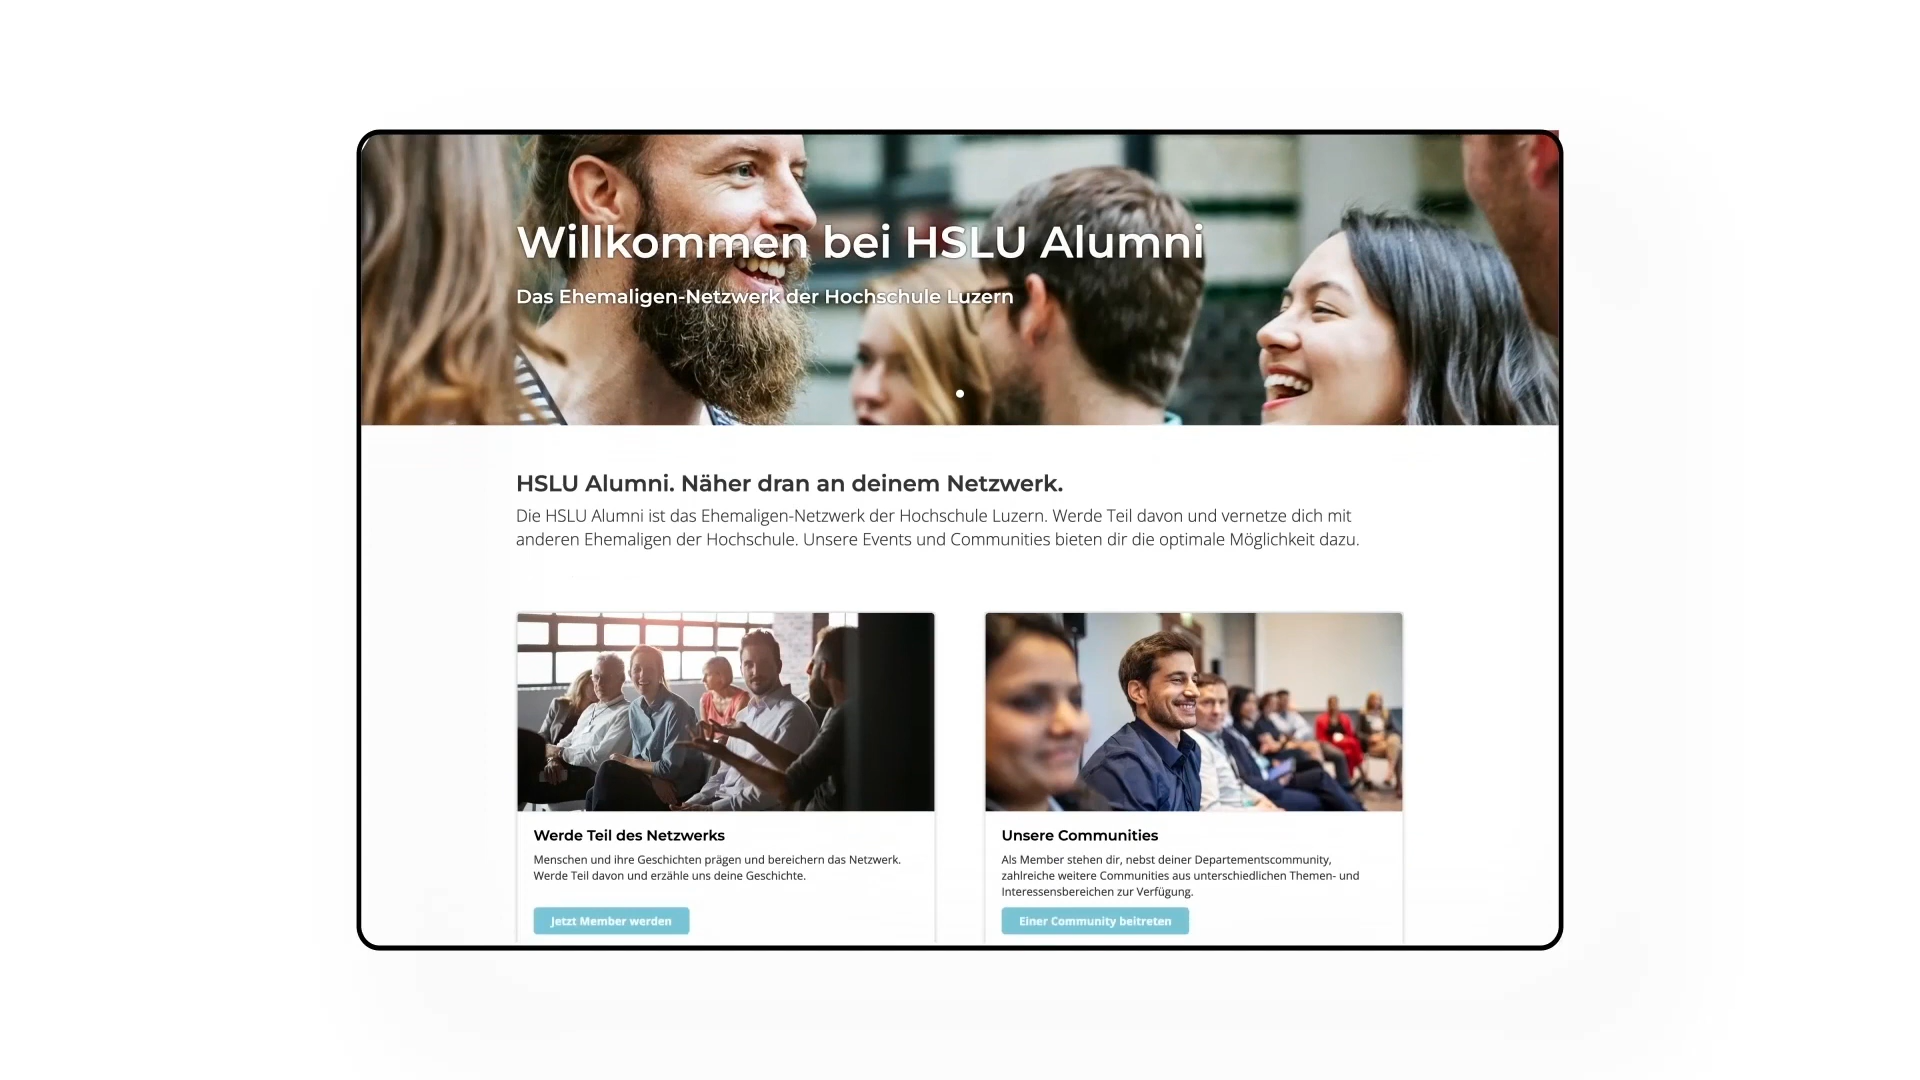 Willkommen bei HSLU Alumni
Das Ehemaligen-Netzwerk der Hochschule Luzern
HSLU Alumni. Näher dran an deinem Netzwerk.
Die HSLU Alumni ist das Ehemaligen-Netzwerk der Hochschule Luzern. Werde Teil davon und vernetze dich mit
anderen Ehemaligen der Hochschule. Unsere Events und Communities bieten dir die optimale Möglichkeit dazu.
Werde Teil des Netzwerks
Menschen und ihre Geschichten prägen und bereichern das Netzwerk.
Werde Teil davon und erzähle uns deine Geschichte.
Jetzt Member werden
Unsere Communities
Als Member stehen dir, nebst deiner Departementscommunity,
zahlreiche weitere Communities aus unterschiedlichen Themen- und
Interessensbereichen zur Verfügung.
Einer Community beitreten